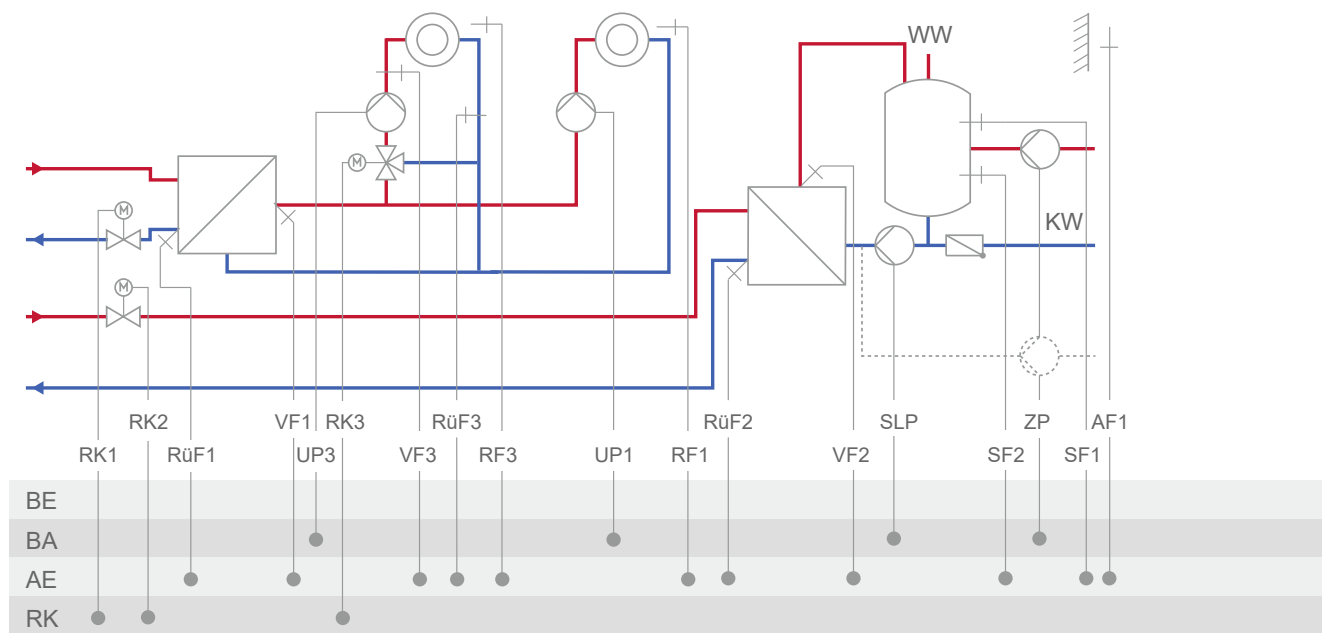 WW
M
M
KW
M
RK2 VF1 RK3 RüF3 RüF2 SLP ZP AF1
RK1 RüF1 UP3 VF3 RF3 UP1 RF1 VF2 SF2 SF1
BE
BA
AE
RK